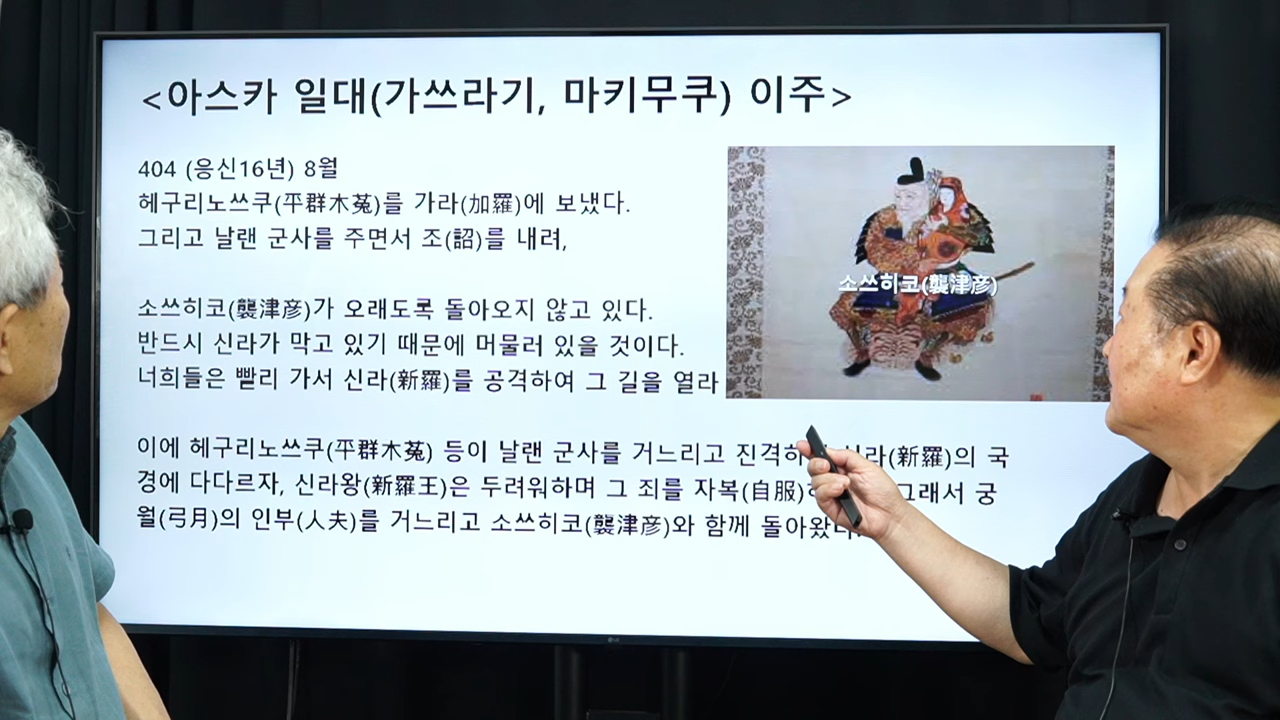 <아스카 일대(가쓰라기, 마키무쿠) 이주>
404 (응신16년) 8월
헤구리노쓰쿠(平群木菟)를 가라(加羅)에 보냈다.
그리고 날랜 군사를 주면서 조(詔)를 내려,
소쓰히코(襲津彦)가 오래도록 돌아오지 않고 있다.
반드시 신라가 막고 있기 때문에 머물러 있을 것이다.
너희들은 빨리 가서 신라(新羅)를 공격하여 그 길을 열라
소쓰히코(襲津彦)
이에 헤구리노쓰쿠(平群木菟) 등이 날랜 군사를 거느리고 (新羅)의 국
경에 다다르자, 신라왕(新羅王)은 두려워하며 그 죄를 자복(自服) 그래서 궁
월(弓月)의 인부(人夫)를 거느리고 소쓰히코(襲津彦)와 함께 돌아왔다.
LG